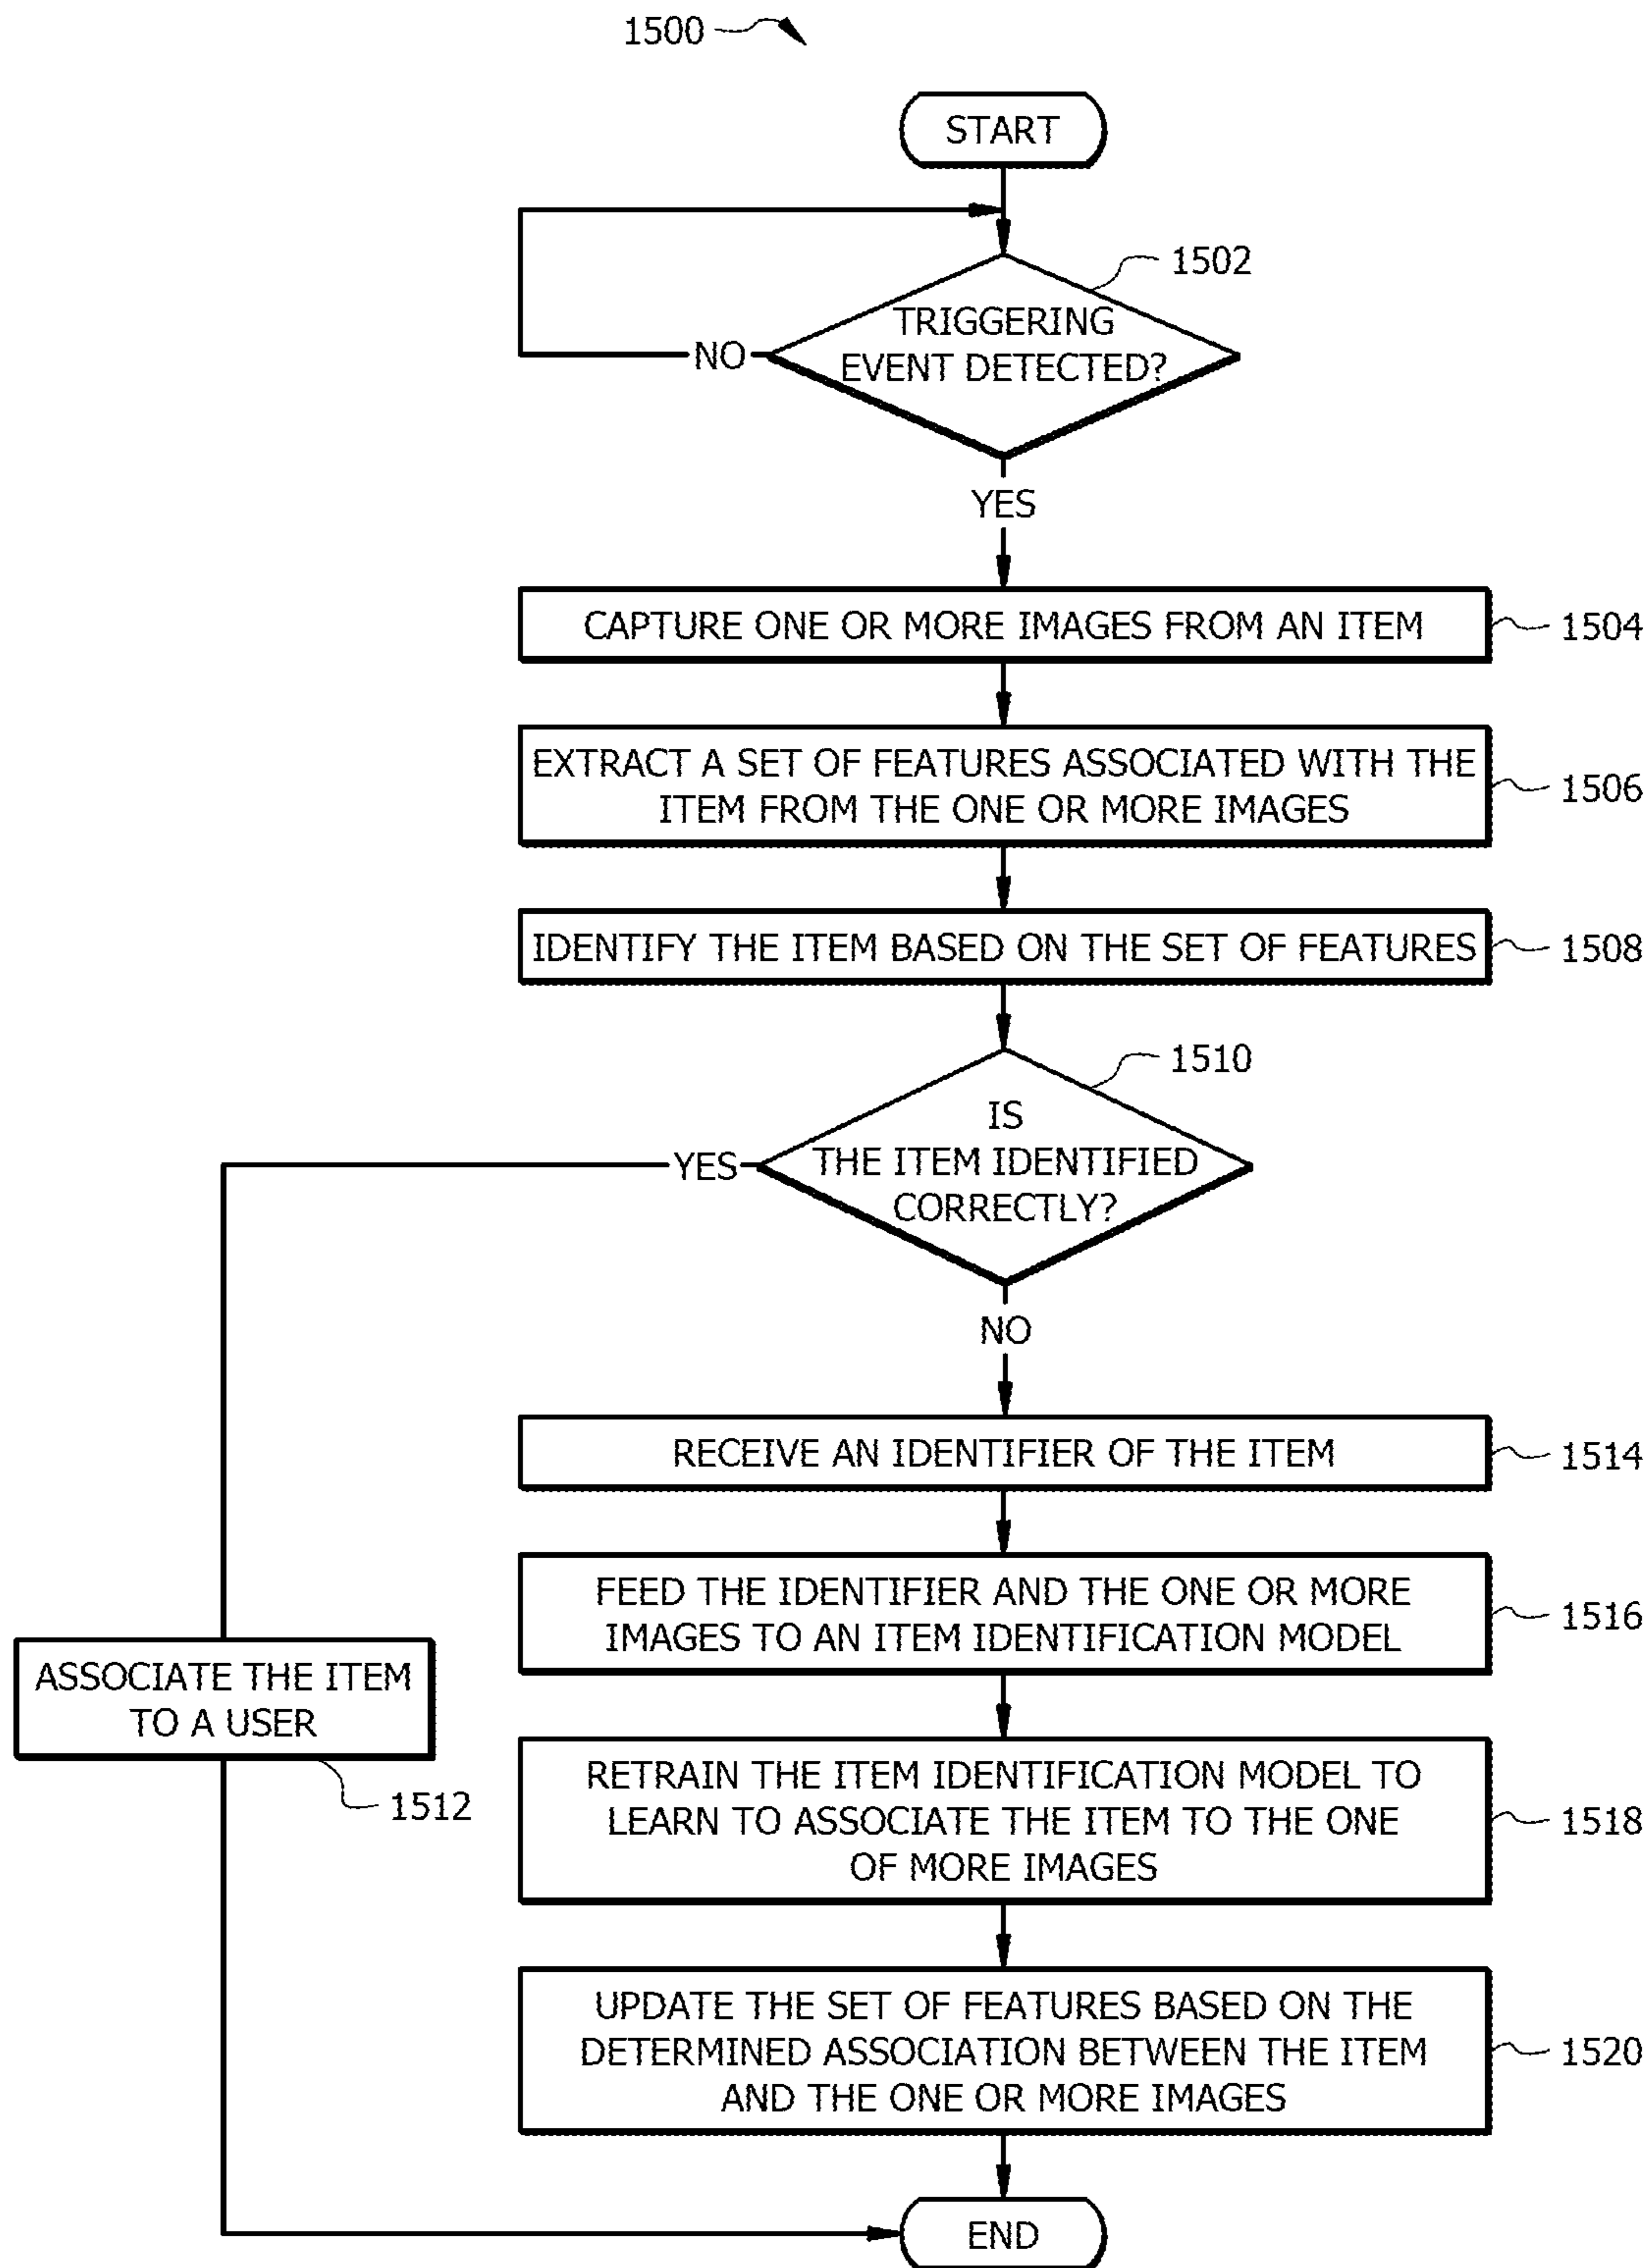 1500
START
1502
TRIGGERING
EVENT DETECTED?
NO
YES
CAPTURE ONE OR MORE IMAGES FROM AN ITEM
1504
EXTRACT A SET OF FEATURES ASSOCIATED WITH THE
ITEM FROM THE ONE OR MORE IMAGES
1506
IDENTIFY THE ITEM BASED ON THE SET OF FEATURES
1508
1510
IS
THE ITEM IDENTIFIED
CORRECTLY?
YES
NO
RECEIVE AN IDENTIFIER OF THE ITEM
1514
FEED THE IDENTIFIER AND THE ONE OR MORE
IMAGES TO AN ITEM IDENTIFICATION MODEL
1516
ASSOCIATE THE ITEM
TO A USER
1512
RETRAIN THE ITEM IDENTIFICATION MODEL TO
LEARN TO ASSOCIATE THE ITEM TO THE ONE
OF MORE IMAGES
1518
UPDATE THE SET OF FEATURES BASED ON THE
DETERMINED ASSOCIATION BETWEEN THE ITEM
AND THE ONE OR MORE IMAGES
1520
END